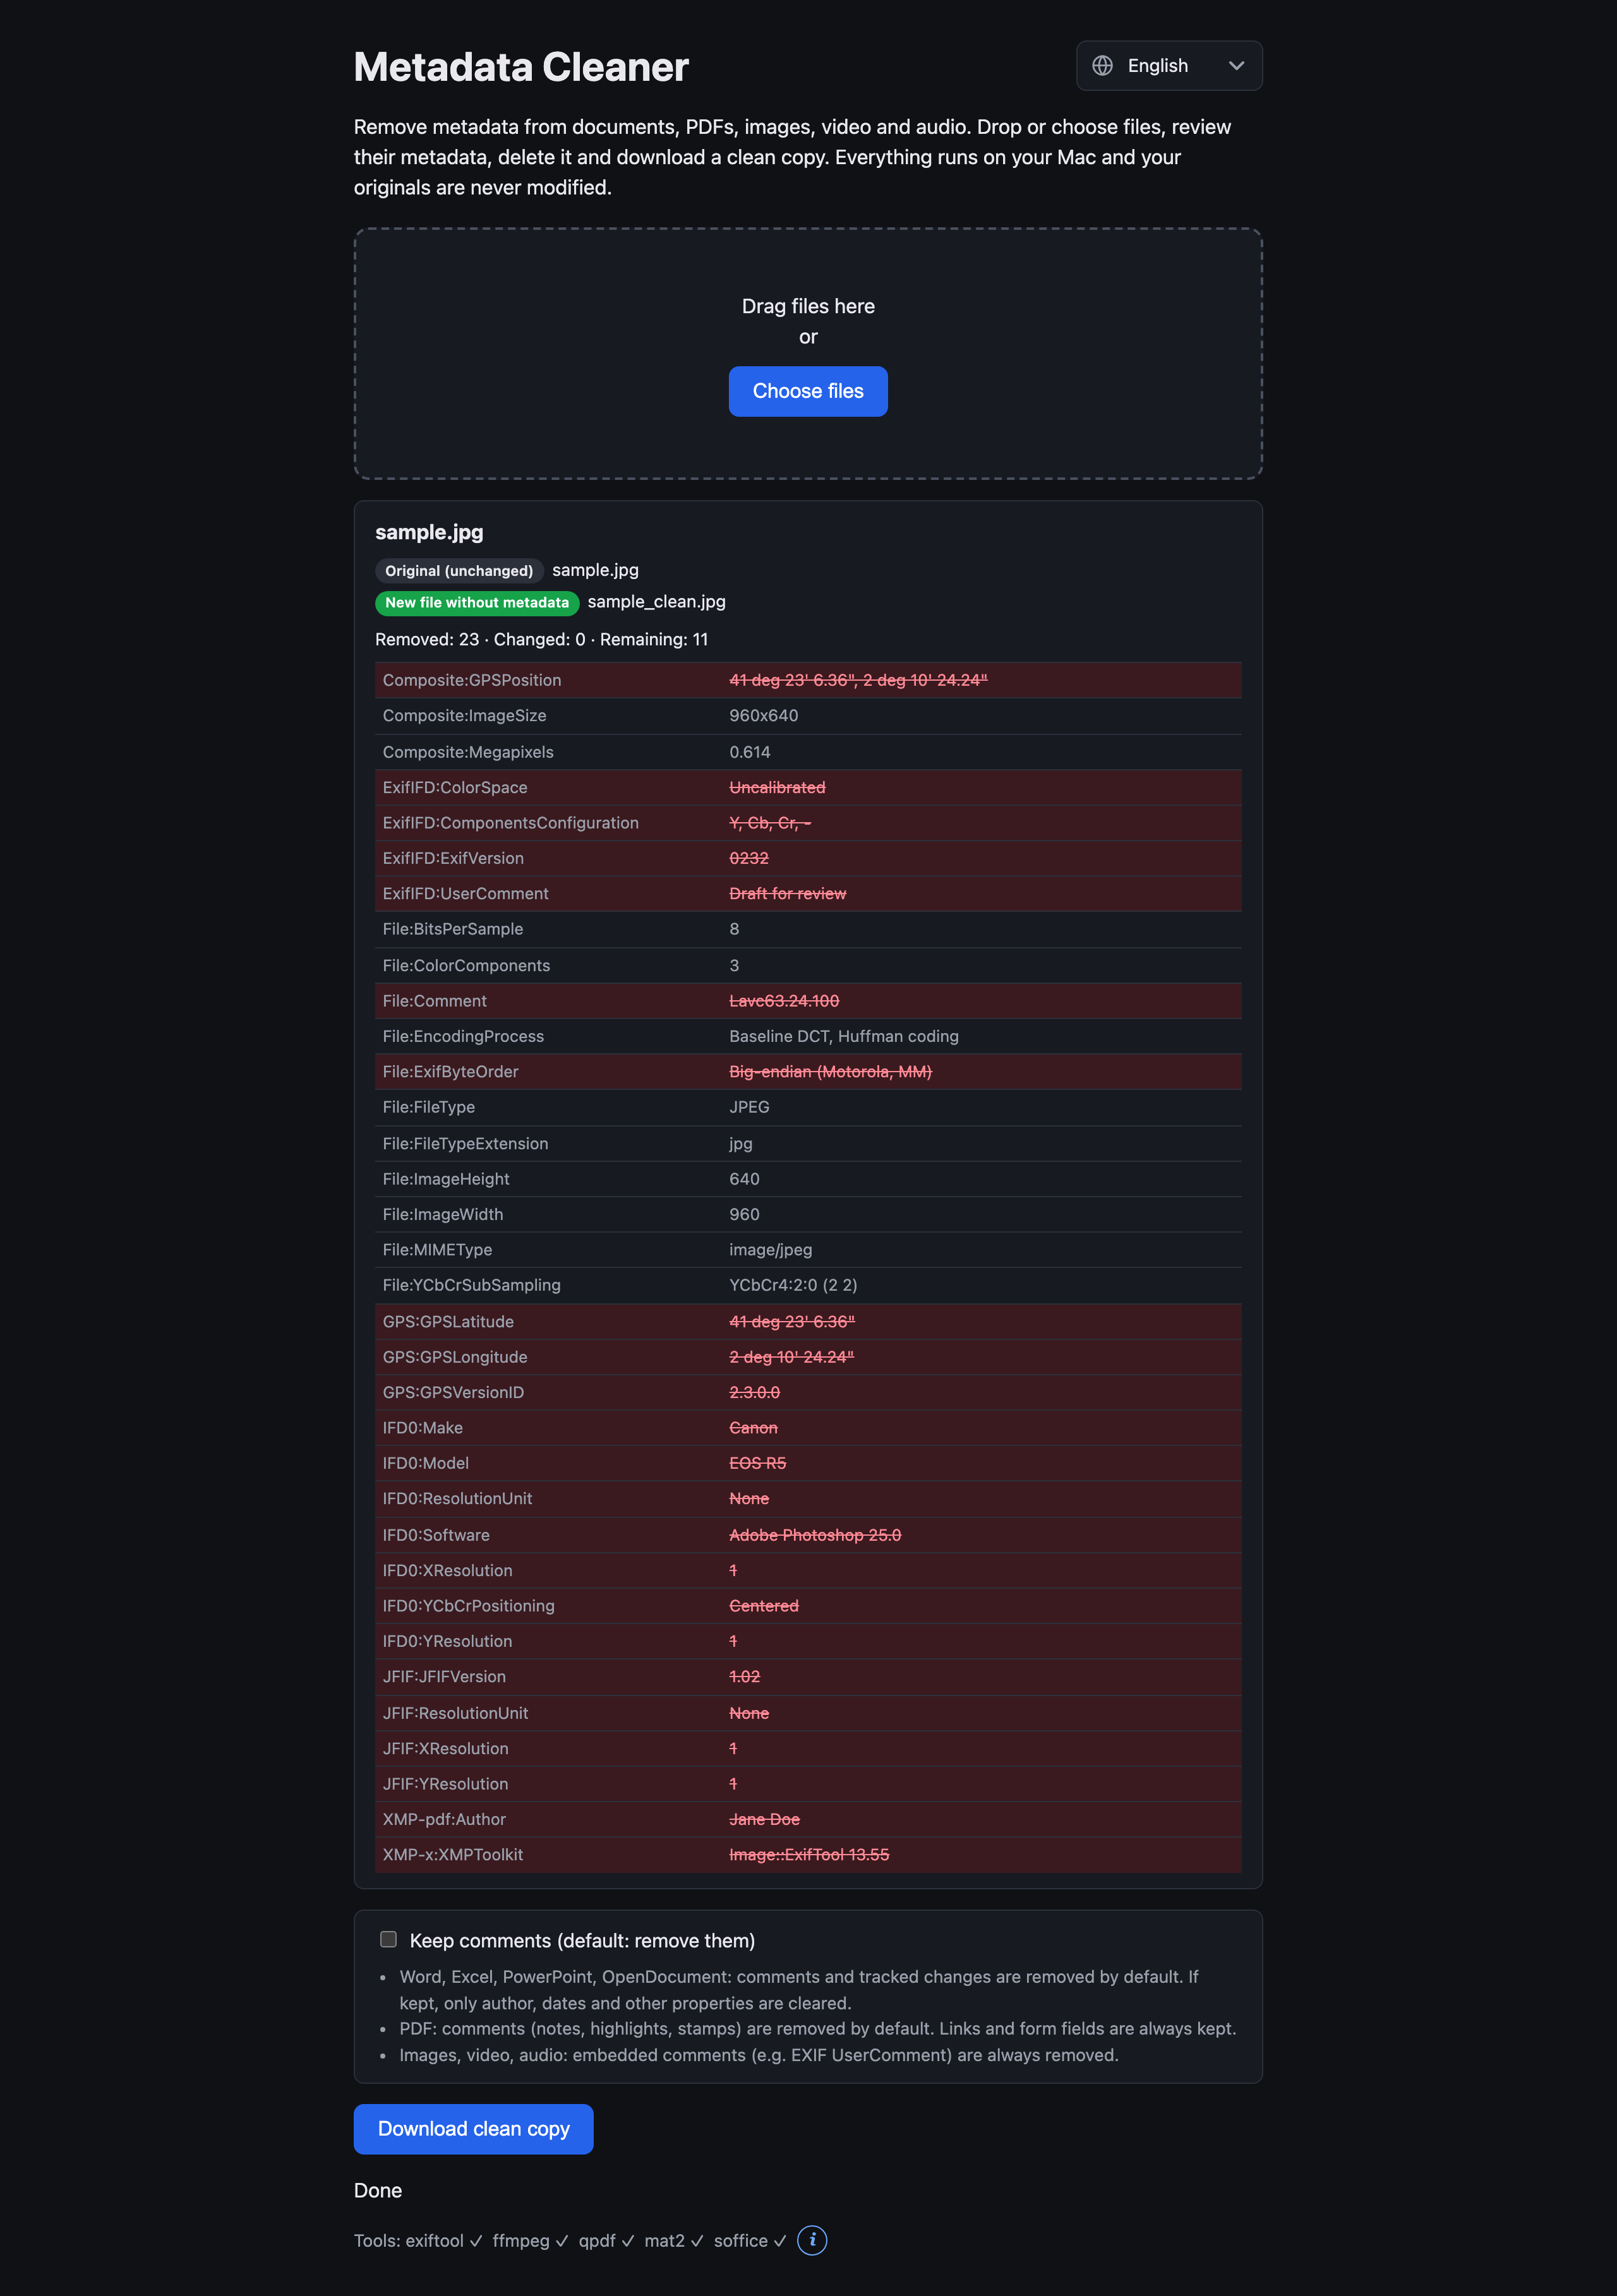 Metadata Cleaner
English
Remove metadata from documents, PDFs, images, video and audio. Drop or choose files, review
their metadata, delete it and download a clean copy. Everything runs on your Mac and your
originals are never modified.
Drag files here
or
Choose files
sample.jpg
Original (unchanged) sample.jpg
New file without metadata sample_clean.jpg
Removed: 23 · Changed: 0 · Remaining: 11
Composite:GPSPosition 41 deg 23' 6.36", 2 deg 10' 24.24"
Composite:ImageSize 960x640
Composite:Megapixels 0.614
ExifIFD:ColorSpace Uncalibrated
ExifIFD:ComponentsConfiguration Y, Cb, Cr, -
ExifIFD:ExifVersion 0232
ExifIFD:UserComment Draft for review
File:BitsPerSample 8
File:ColorComponents 3
File:Comment Lavc63.24.100
File:EncodingProcess Baseline DCT, Huffman coding
File:ExifByteOrder Big-endian (Motorola, MM)
File:FileType JPEG
File:FileTypeExtension jpg
File:ImageHeight 640
File:ImageWidth 960
File:MIMEType image/jpeg
File:YCbCrSubSampling YCbCr4:2:0 (2 2)
GPS:GPSLatitude 41 deg 23' 6.36"
GPS:GPSLongitude 2 deg 10' 24.24"
GPS:GPSVersionID 2.3.0.0
IFD0:Make Canon
IFD0:Model EOS R5
IFD0:ResolutionUnit None
IFD0:Software Adobe Photoshop 25.0
IFD0:XResolution 1
IFD0:YCbCrPositioning Centered
IFD0:YResolution 1
JFIF:JFIFVersion 1.02
JFIF:ResolutionUnit None
JFIF:XResolution 1
JFIF:YResolution 1
XMP-pdf:Author Jane Doe
XMP-x:XMPToolkit Image::ExifTool 13.55
Keep comments (default: remove them)
• Word, Excel, PowerPoint, OpenDocument: comments and tracked changes are removed by default. If
kept, only author, dates and other properties are cleared.
• PDF: comments (notes, highlights, stamps) are removed by default. Links and form fields are always kept.
• Images, video, audio: embedded comments (e.g. EXIF UserComment) are always removed.
Download clean copy
Done
Tools: exiftool ✓ ffmpeg ✓ qpdf ✓ mat2 ✓ soffice ✓ i